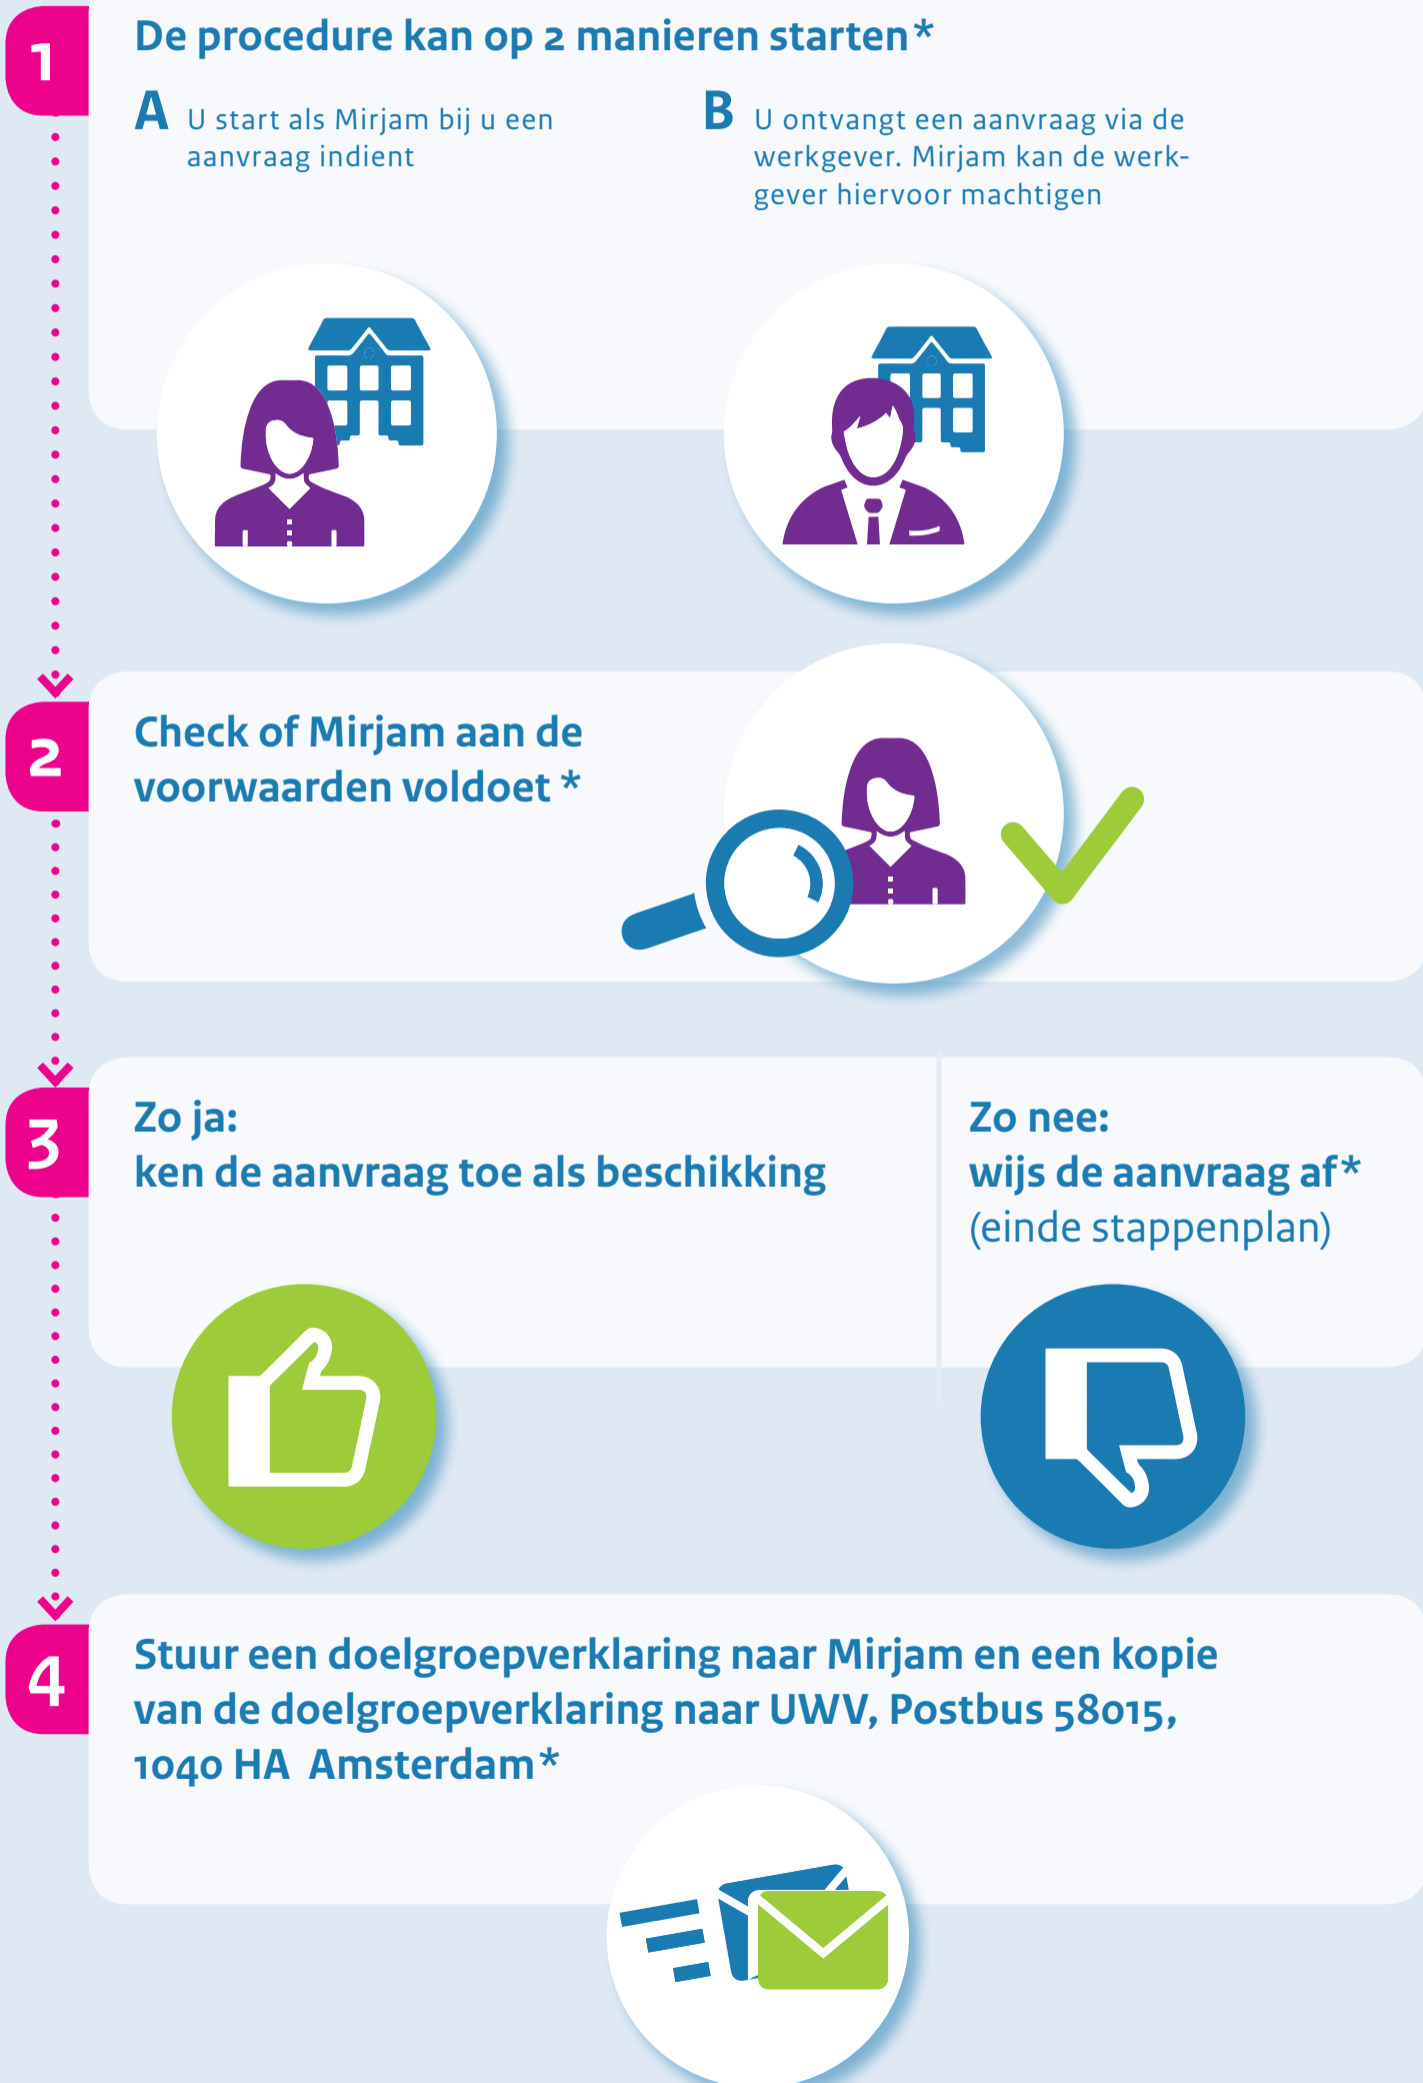 1
De procedure kan op 2 manieren starten*
A U start als Mirjam bij u een
aanvraag indient
B U ontvangt een aanvraag via de
werkgever. Mirjam kan de werk-
gever hiervoor machtigen
2
Check of Mirjam aan de
voorwaarden voldoet *
3
Zo ja:
ken de aanvraag toe als beschikking
Zo nee:
wijs de aanvraag af*
(einde stappenplan)
4
Stuur een doelgroepverklaring naar Mirjam en een kopie
van de doelgroepverklaring naar UWV, Postbus 58015,
1040 HA Amsterdam*